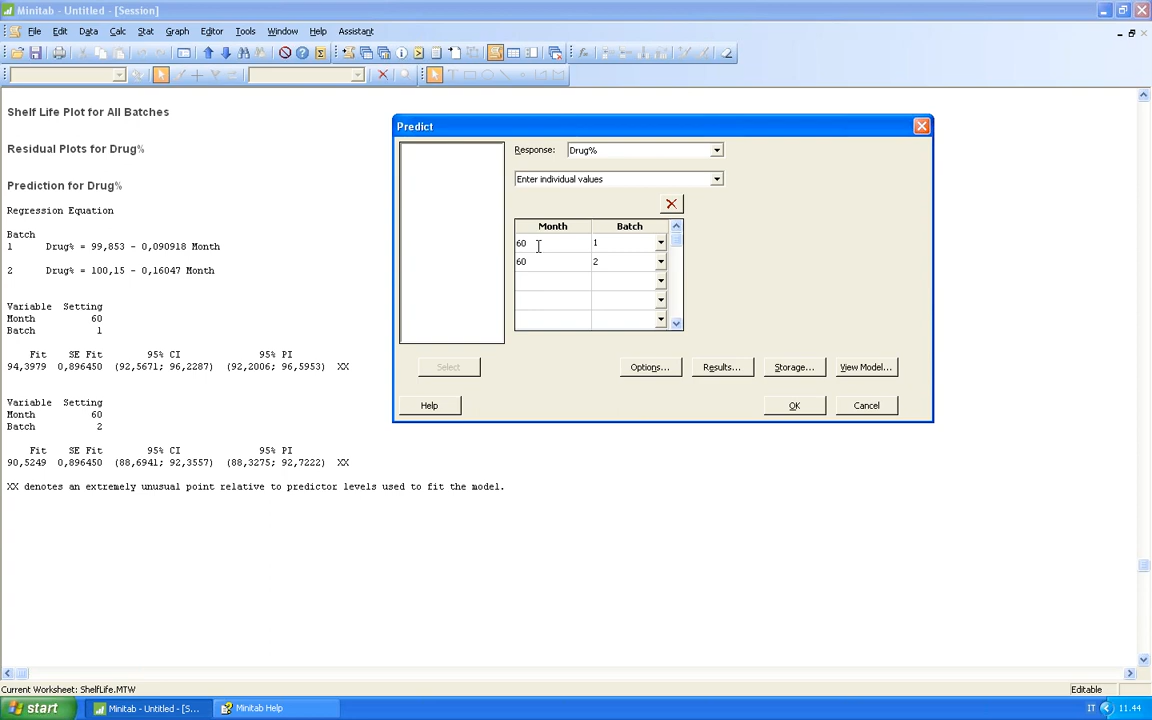 Minitab - Untitled - [Session]
File Edit Data Calc Stat Graph Editor Tools Window Help Assistant
Shelf Life Plot for All Batches
Residual Plots for Drug%
Prediction for Drug%
Regression Equation
Batch
1 Drug% = 99,853 - 0,090918 Month
2 Drug% = 100,15 - 0,16047 Month
Variable Setting
Month 60
Batch 1
Fit SE Fit 95% CI 95% PI
94,3979 0,896450 (92,5671; 96,2287) (92,2006; 96,5953) XX
Variable Setting
Month 60
Batch 2
Fit SE Fit 95% CI 95% PI
90,5249 0,896450 (88,6941; 92,3557) (88,3275; 92,7222) XX
XX denotes an extremely unusual point relative to predictor levels used to fit the model.
Predict
Response: Drug%
Enter individual values
Month Batch
60 1
60 2
Select Options... Results... Storage... View Model...
Help OK Cancel
Current Worksheet: ShelfLife.MTW Editable
start Minitab - Untitled - [S... Minitab Help IT 11.44